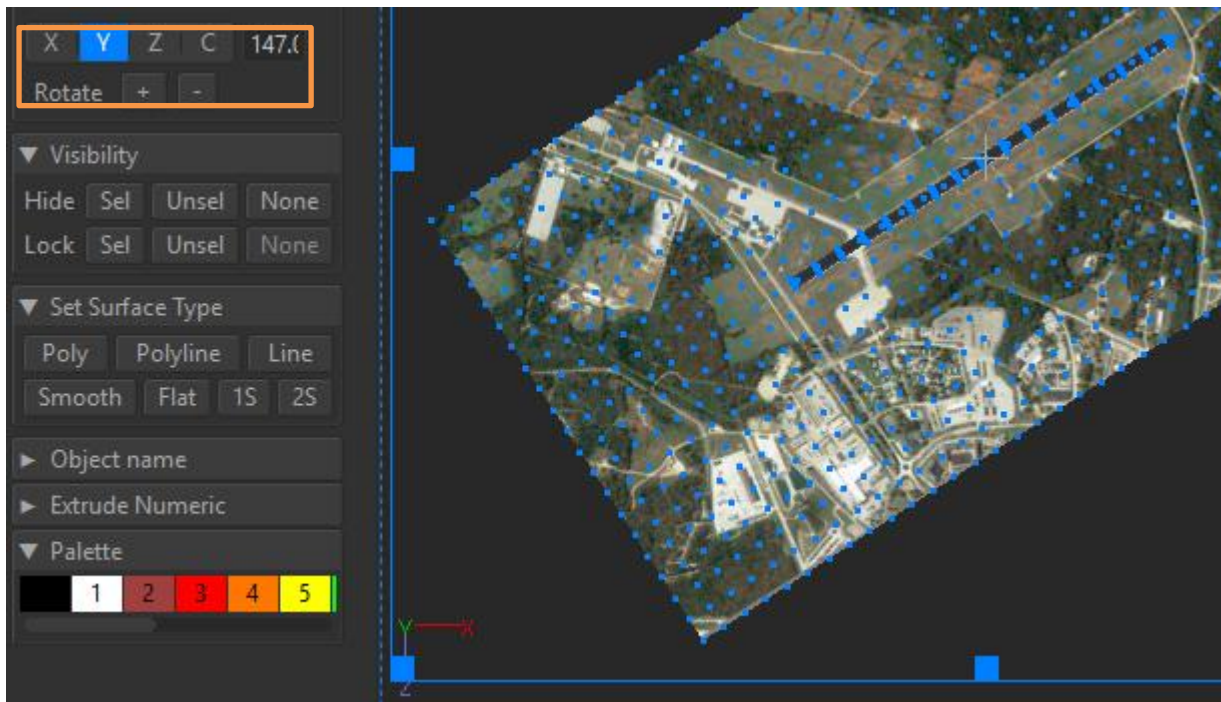 X Y Z C 147.(
Rotate + -
▼ Visibility
Hide Sel Unsel None
Lock Sel Unsel None
▼ Set Surface Type
Poly Polyline Line
Smooth Flat 1S 2S
► Object name
► Extrude Numeric
▼ Palette
1 2 3 4 5
Y X
Z